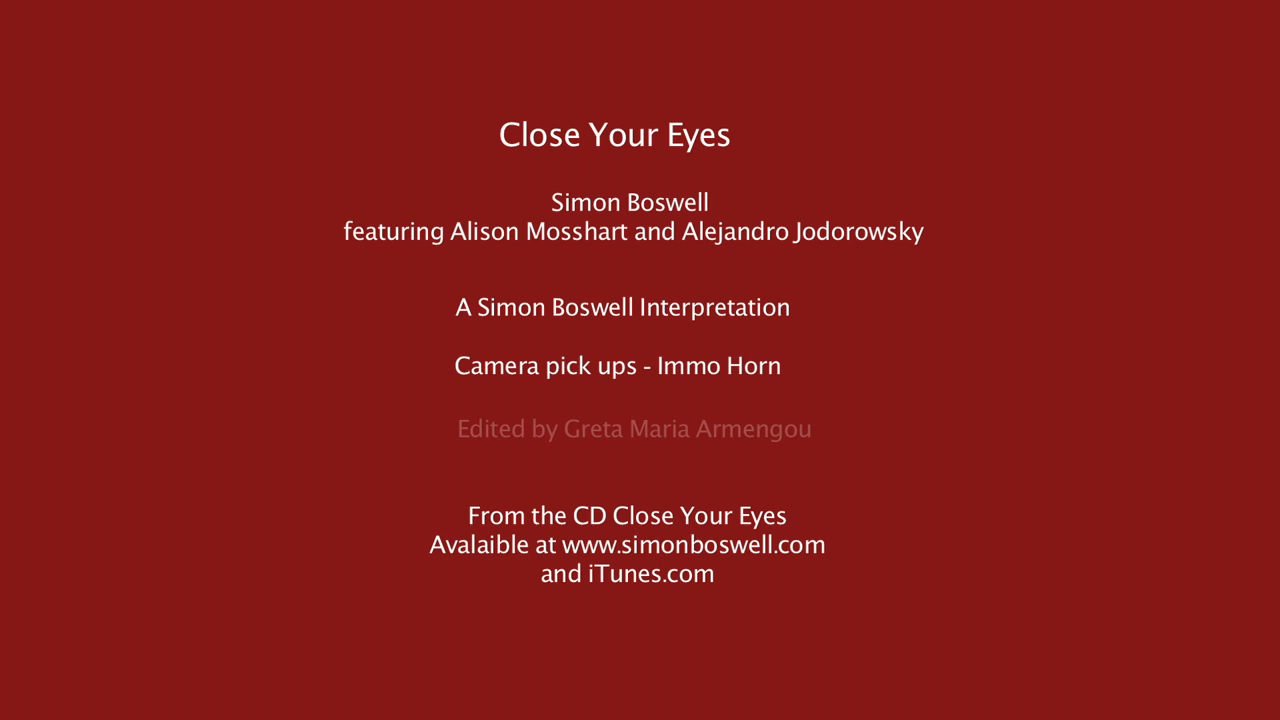 Close Your Eyes
Simon Boswell
featuring Alison Mosshart and Alejandro Jodorowsky
A Simon Boswell Interpretation
Camera pick ups - Immo Horn
Edited by Greta Maria Armengou
From the CD Close Your Eyes
Avalaible at www.simonboswell.com
and iTunes.com